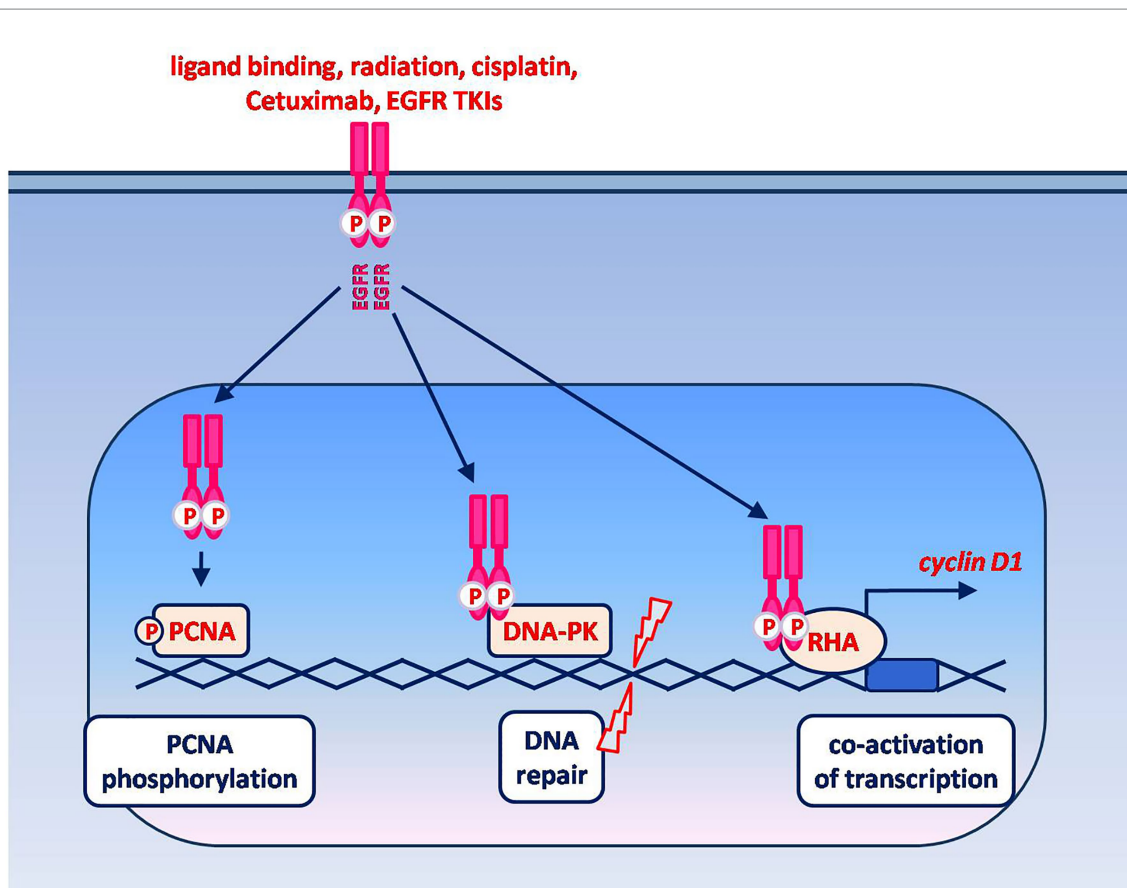 ligand binding, radiation, cisplatin,
Cetuximab, EGFR TKIs
P P
EGFR
EGFR
P P
P PCNA
P P
DNA-PK
P P
RHA
cyclin D1
PCNA
phosphorylation
DNA
repair
co-activation
of transcription